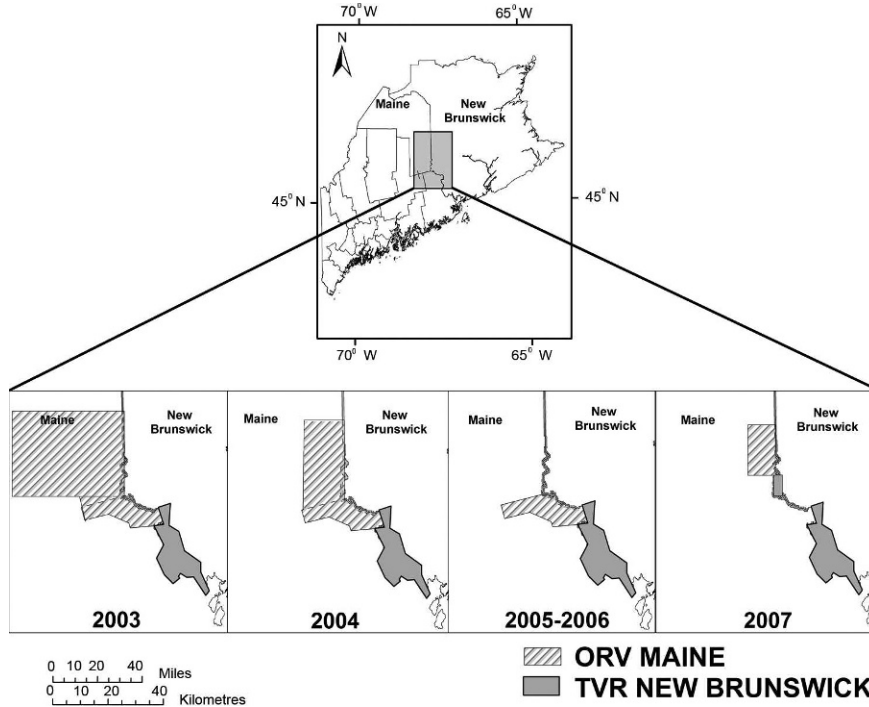 70° W 65° W
N
Maine New
Brunswick
45° N 45° N
70° W 65° W
Maine New
Brunswick
Maine New
Brunswick
Maine New
Brunswick
Maine New
Brunswick
2003 2004 2005-2006 2007
0 10 20 40
Miles
0 10 20 40
Kilometres
ORV MAINE
TVR NEW BRUNSWICK